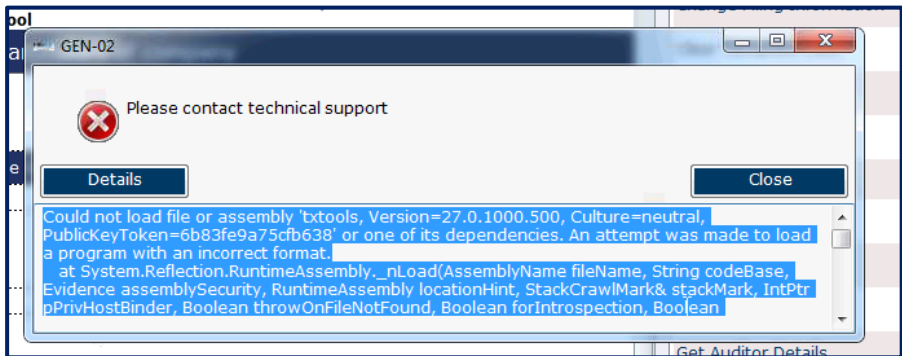 ool
GEN-02
Please contact technical support
Details
Close
Could not load file or assembly 'txtools, Version=27.0.1000.500, Culture=neutral,
PublicKeyToken=6b83fe9a75cfb638' or one of its dependencies. An attempt was made to load
a program with an incorrect format.
at System.Reflection.RuntimeAssembly._nLoad(AssemblyName fileName, String codeBase,
Evidence assemblySecurity, RuntimeAssembly locationHint, StackCrawlMark& stackMark, IntPtr
pPrivHostBinder, Boolean throwOnFileNotFound, Boolean forIntrospection, Boolean
Get Auditor Details